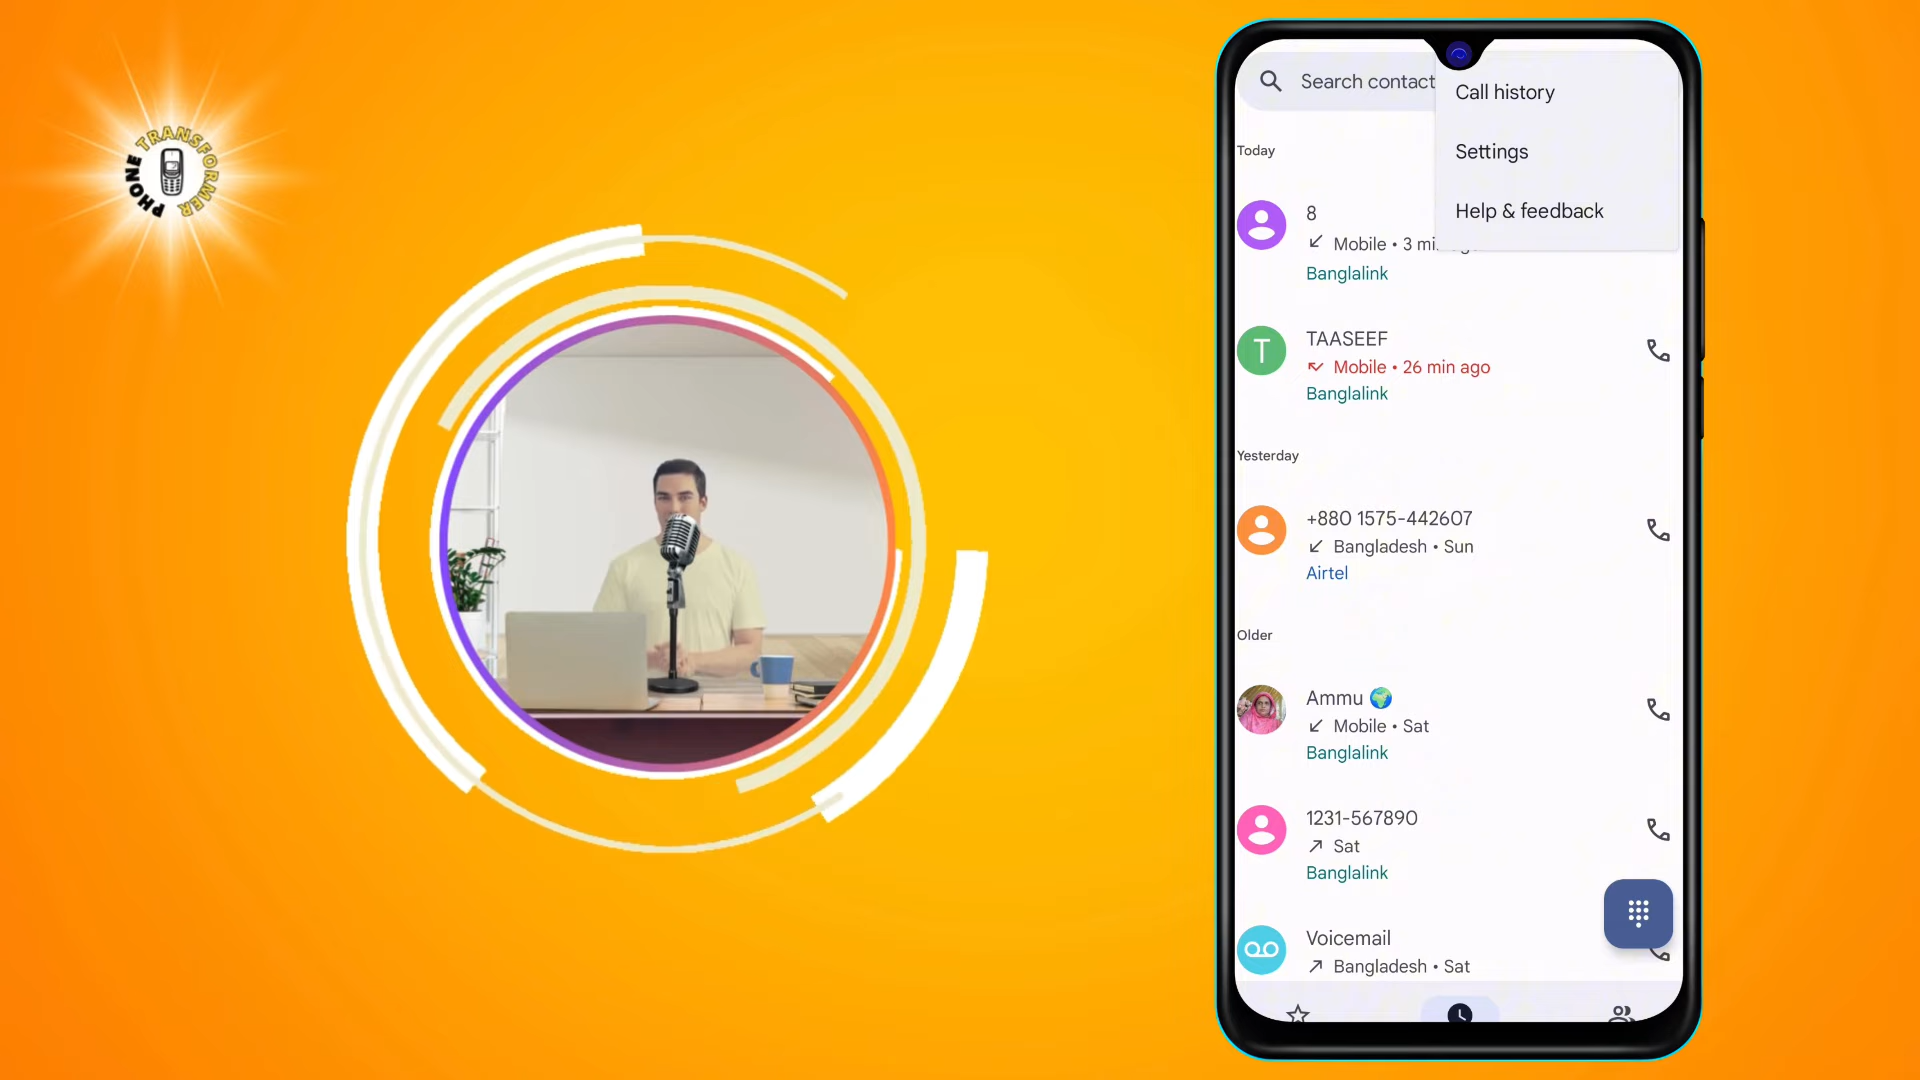 PHONE TRANSFORMER
Search contact
Call history
Settings
Help & feedback
Today
8
Mobile • 3 mi
Banglalink
T
TAASEEF
Mobile • 26 min ago
Banglalink
Yesterday
+880 1575-442607
Bangladesh • Sun
Airtel
Older
Ammu 🌍
Mobile • Sat
Banglalink
1231-567890
Sat
Banglalink
Voicemail
Bangladesh • Sat